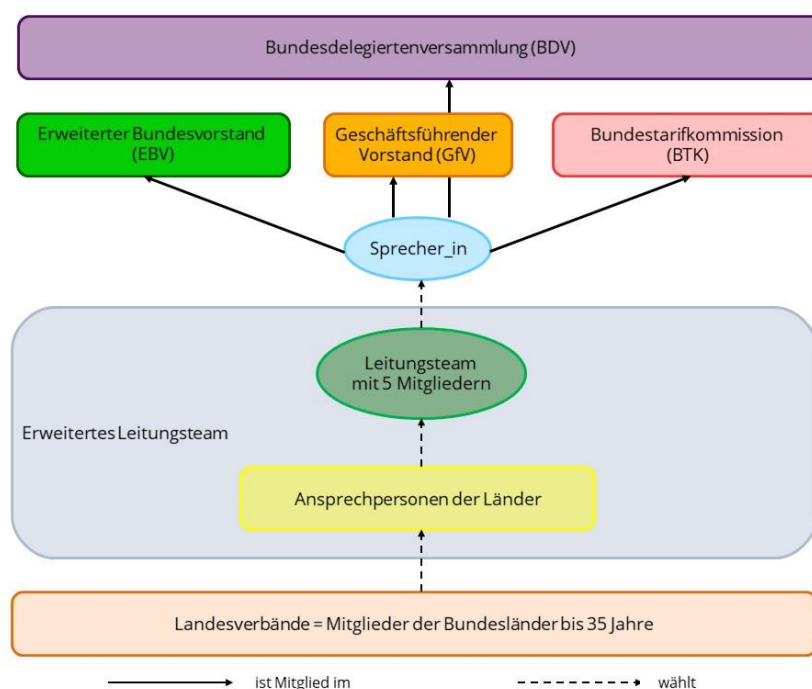 Bundesdelegiertenversammlung (BDV)
Erweiterter Bundesvorstand
(EBV)
Geschäftsführender
Vorstand (GfV)
Bundestarifkommission
(BTK)
Sprecher_in
Leitungsteam
mit 5 Mitgliedern
Erweitertes Leitungsteam
Ansprechpersonen der Länder
Landesverbände = Mitglieder der Bundesländer bis 35 Jahre
ist Mitglied im
wählt